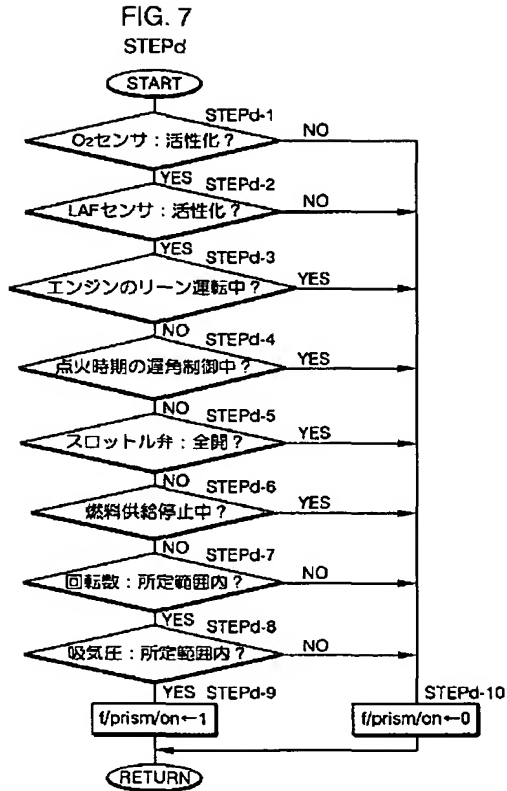 FIG. 7
STEPd
START
STEPd-1
O₂センサ：活性化？
NO
YES
STEPd-2
LAFセンサ：活性化？
NO
YES
STEPd-3
エンジンのリーン運転中？
YES
NO
STEPd-4
点火時期の遅角制御中？
YES
NO
STEPd-5
スロットル弁：全開？
YES
NO
STEPd-6
燃料供給停止中？
YES
NO
STEPd-7
回転数：所定範囲内？
NO
YES
STEPd-8
吸気圧：所定範囲内？
NO
YES
STEPd-9
STEPd-10
f/prism/on←1
f/prism/on←0
RETURN